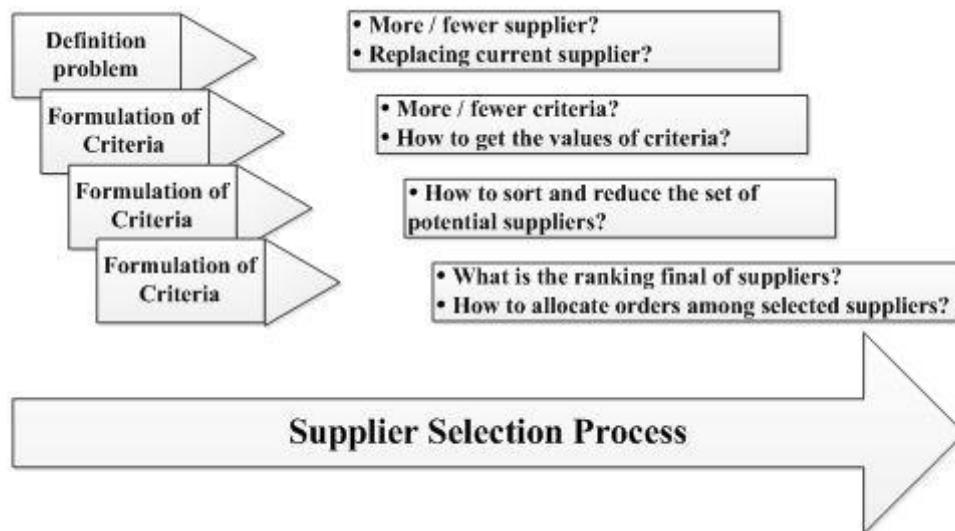 Definition
problem
• More / fewer supplier?
• Replacing current supplier?
Formulation of
Criteria
• More / fewer criteria?
• How to get the values of criteria?
Formulation of
Criteria
• How to sort and reduce the set of
potential suppliers?
Formulation of
Criteria
• What is the ranking final of suppliers?
• How to allocate orders among selected suppliers?
Supplier Selection Process